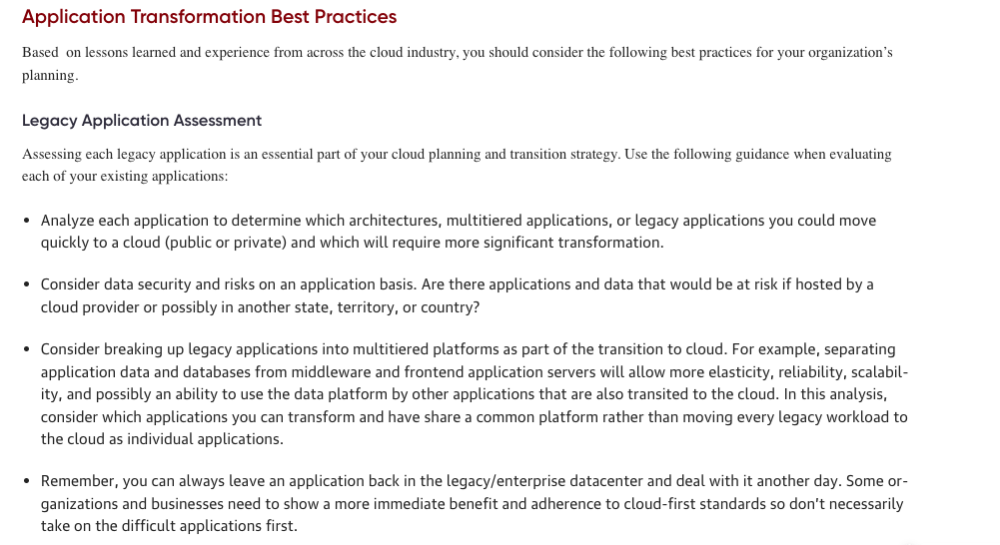 Application Transformation Best Practices
Based on lessons learned and experience from across the cloud industry, you should consider the following best practices for your organization’s
planning.
Legacy Application Assessment
Assessing each legacy application is an essential part of your cloud planning and transition strategy. Use the following guidance when evaluating
each of your existing applications:
• Analyze each application to determine which architectures, multitiered applications, or legacy applications you could move
quickly to a cloud (public or private) and which will require more significant transformation.
• Consider data security and risks on an application basis. Are there applications and data that would be at risk if hosted by a
cloud provider or possibly in another state, territory, or country?
• Consider breaking up legacy applications into multitiered platforms as part of the transition to cloud. For example, separating
application data and databases from middleware and frontend application servers will allow more elasticity, reliability, scalabil-
ity, and possibly an ability to use the data platform by other applications that are also transited to the cloud. In this analysis,
consider which applications you can transform and have share a common platform rather than moving every legacy workload to
the cloud as individual applications.
• Remember, you can always leave an application back in the legacy/enterprise datacenter and deal with it another day. Some or-
ganizations and businesses need to show a more immediate benefit and adherence to cloud-first standards so don’t necessarily
take on the difficult applications first.